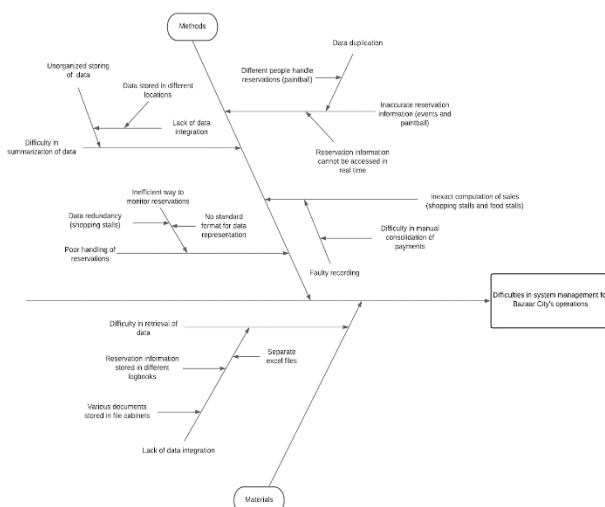 Methods
Data duplication
Unorganized storing
of data
Different people handle
reservations (paintball)
Data stored in different
locations
Inaccurate reservation
information (events and
paintball)
Lack of data
integration
Difficulty in
summarization of data
Reservation information
cannot be accessed in
real time
Inefficient way to
monitor reservations
Inexact computation of sales
(shopping stalls and food stalls)
Data redundancy
(shopping stalls)
No standard
format for data
representation
Difficulty in manual
consolidation of
payments
Poor handling of
reservations
Faulty recording
Difficulties in system management for
Bazaar City's operations
Difficulty in retrieval of
data
Separate
excel files
Reservation information
stored in different
logbooks
Various documents
stored in file cabinets
Lack of data integration
Materials